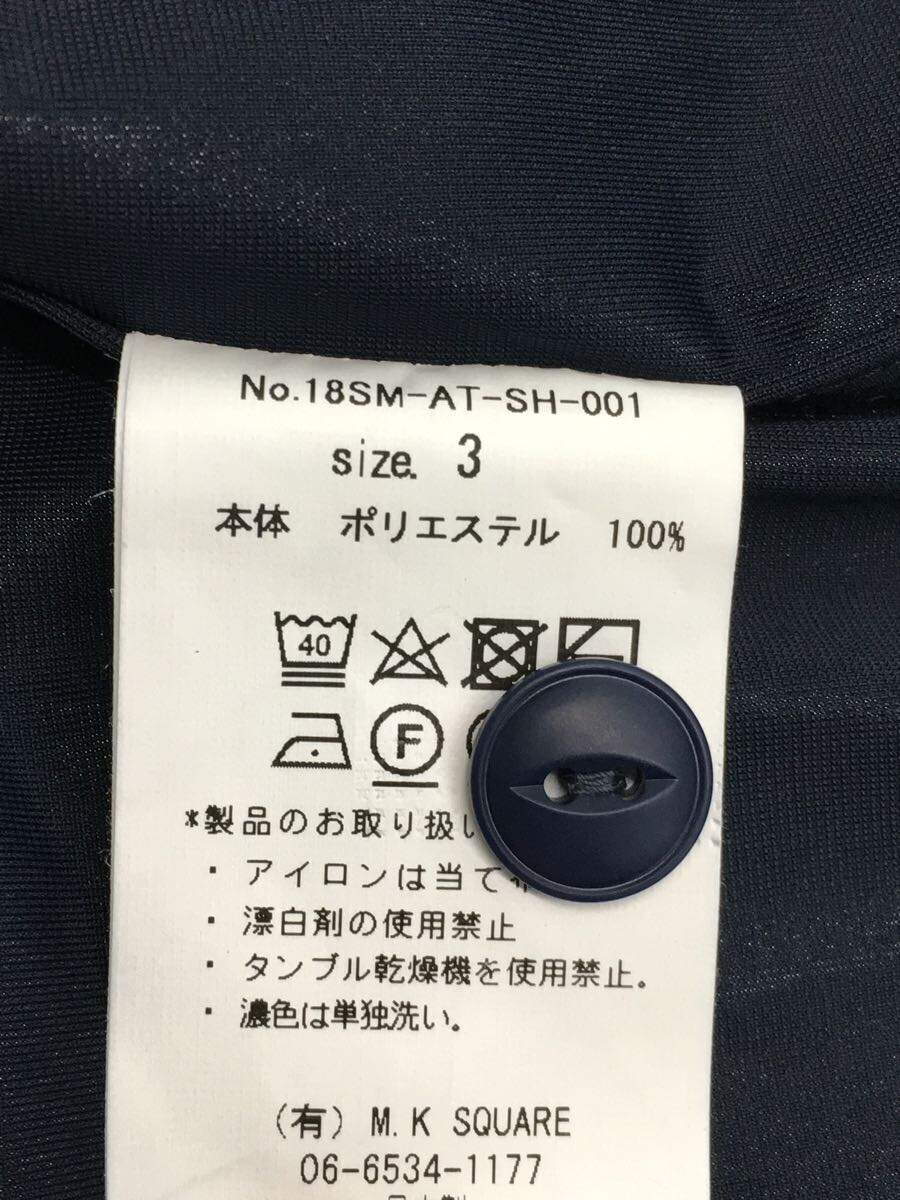 No.18SM-AT-SH-001
size. 3
本体 ポリエステル 100%
40
F
*製品のお取り扱い
・アイロンは当て布
・漂白剤の使用禁止
・タンブル乾燥機を使用禁止。
・濃色は単独洗い。
(有) M.K SQUARE
06-6534-1177